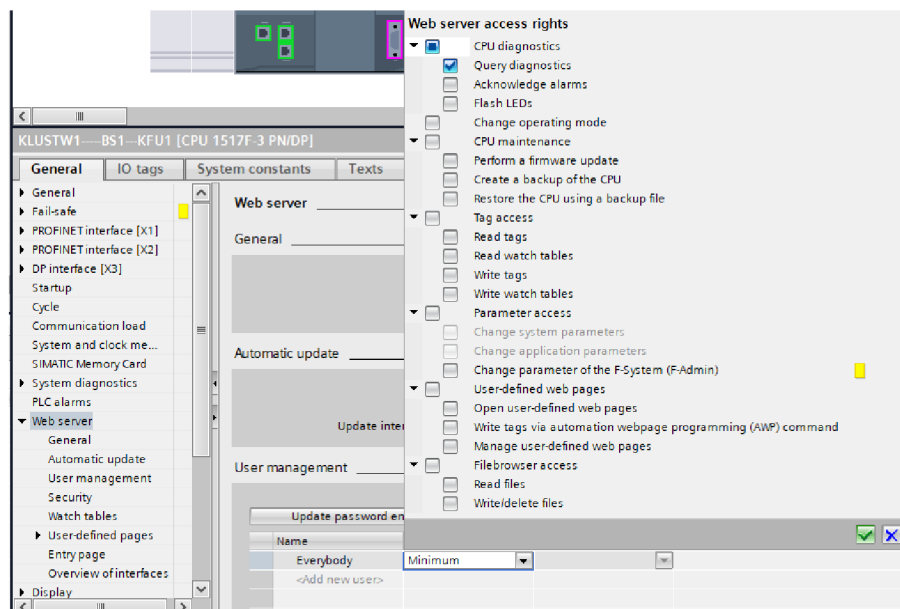 Web server access rights
CPU diagnostics
Query diagnostics
Acknowledge alarms
Flash LEDs
Change operating mode
CPU maintenance
Perform a firmware update
Create a backup of the CPU
Restore the CPU using a backup file
Tag access
Read tags
Read watch tables
Write tags
Write watch tables
Parameter access
Change system parameters
Change application parameters
Change parameter of the F-System (F-Admin)
User-defined web pages
Open user-defined web pages
Write tags via automation webpage programming (AWP) command
Manage user-defined web pages
Filebrowser access
Read files
Write/delete files
KLUSTW1----BS1--KFU1 [CPU 1517F-3 PN/DP]
General IO tags System constants Texts
General
Fail-safe
PROFINET interface [X1]
PROFINET interface [X2]
DP interface [X3]
Startup
Cycle
Communication load
System and clock me...
SIMATIC Memory Card
System diagnostics
PLC alarms
Web server
General
Automatic update
User management
Security
Watch tables
User-defined pages
Entry page
Overview of interfaces
Display
Web server
General
Automatic update
Update inter
User management
Update password en
Name
Everybody Minimum
<Add new user>